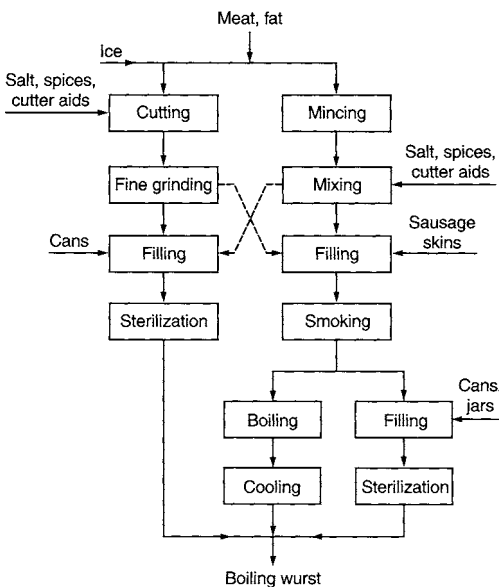 Meat, fat
Ice
Salt, spices,
cutter aids
Cutting
Mincing
Fine grinding
Mixing
Salt, spices,
cutter aids
Cans
Filling
Filling
Sausage
skins
Sterilization
Smoking
Boiling
Filling
Cans,
jars
Cooling
Sterilization
Boiling wurst